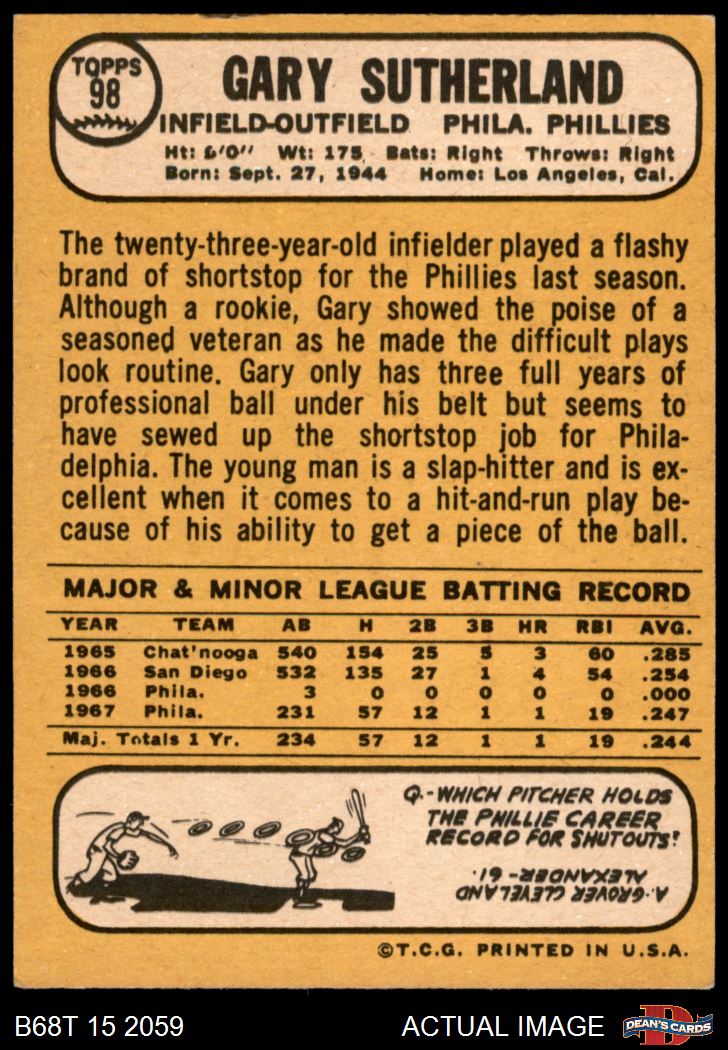 TOPPS
98
GARY SUTHERLAND
INFIELD-OUTFIELD PHILA. PHILLIES
Ht: 6'0" Wt: 175 Bats: Right Throws: Right
Born: Sept. 27, 1944 Home: Los Angeles, Cal.
The twenty-three-year-old infielder played a flashy
brand of shortstop for the Phillies last season.
Although a rookie, Gary showed the poise of a
seasoned veteran as he made the difficult plays
look routine. Gary only has three full years of
professional ball under his belt but seems to
have sewed up the shortstop job for Phila-
delphia. The young man is a slap-hitter and is ex-
cellent when it comes to a hit-and-run play be-
cause of his ability to get a piece of the ball.
MAJOR & MINOR LEAGUE BATTING RECORD
YEAR TEAM AB H 2B 3B HR RBI AVG.
1965 Chat'nooga 540 154 25 5 3 60 .285
1966 San Diego 532 135 27 1 4 54 .254
1966 Phila. 3 0 0 0 0 0 .000
1967 Phila. 231 57 12 1 1 19 .247
Maj. Totals 1 Yr. 234 57 12 1 1 19 .244
Q.-WHICH PITCHER HOLDS
THE PHILLIE CAREER
RECORD FOR SHUTOUTS?
A.-GROVER CLEVELAND
ALEXANDER - 61.
©T.C.G. PRINTED IN U.S.A.
B68T 15 2059 ACTUAL IMAGE
D
DEAN'S CARDS